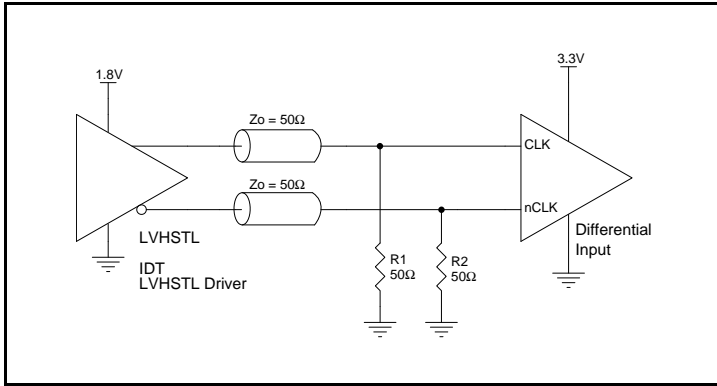 1.8V
3.3V
Zo = 50Ω
CLK
Zo = 50Ω
nCLK
Differential
Input
LVHSTL
IDT
LVHSTL Driver
R1
50Ω
R2
50Ω